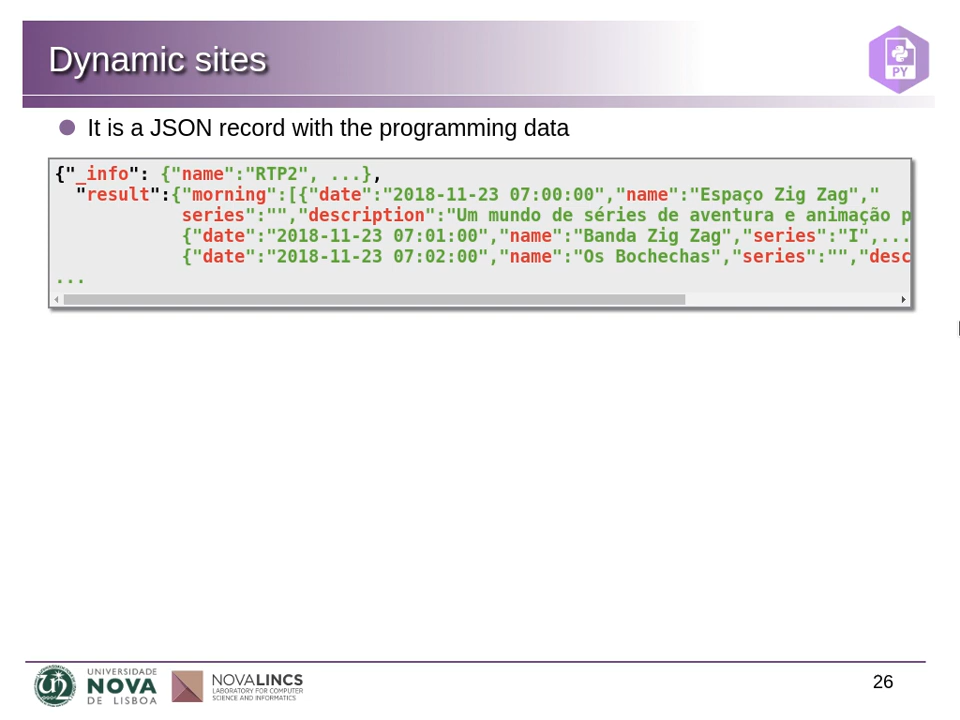 Dynamic sites
PY
It is a JSON record with the programming data
{"_info": {"name":"RTP2", ...},
"result":{"morning":[{"date":"2018-11-23 07:00:00","name":"Espaço Zig Zag","
series":"","description":"Um mundo de séries de aventura e animação p
{"date":"2018-11-23 07:01:00","name":"Banda Zig Zag","series":"I",...
{"date":"2018-11-23 07:02:00","name":"Os Bochechas","series":"","desc
...
UNIVERSIDADE
NOVA
DE LISBOA
NOVALINCS
LABORATORY FOR COMPUTER
SCIENCE AND INFORMATICS
26